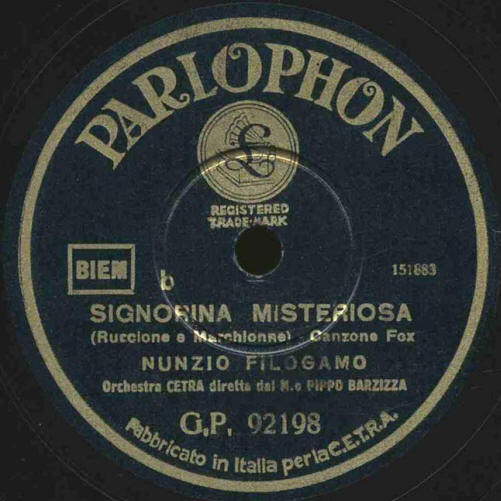 PARLOPHON
£
REGISTERED
TRADE-MARK
BIEM
b
151883
SIGNORINA MISTERIOSA
(Ruccione e Marchionne) - Canzone Fox
NUNZIO FILOGAMO
Orchestra CETRA diretta dal M.o PIPPO BARZIZZA
G.P. 92198
Fabbricato in Italia per la C.E.T.R.A.